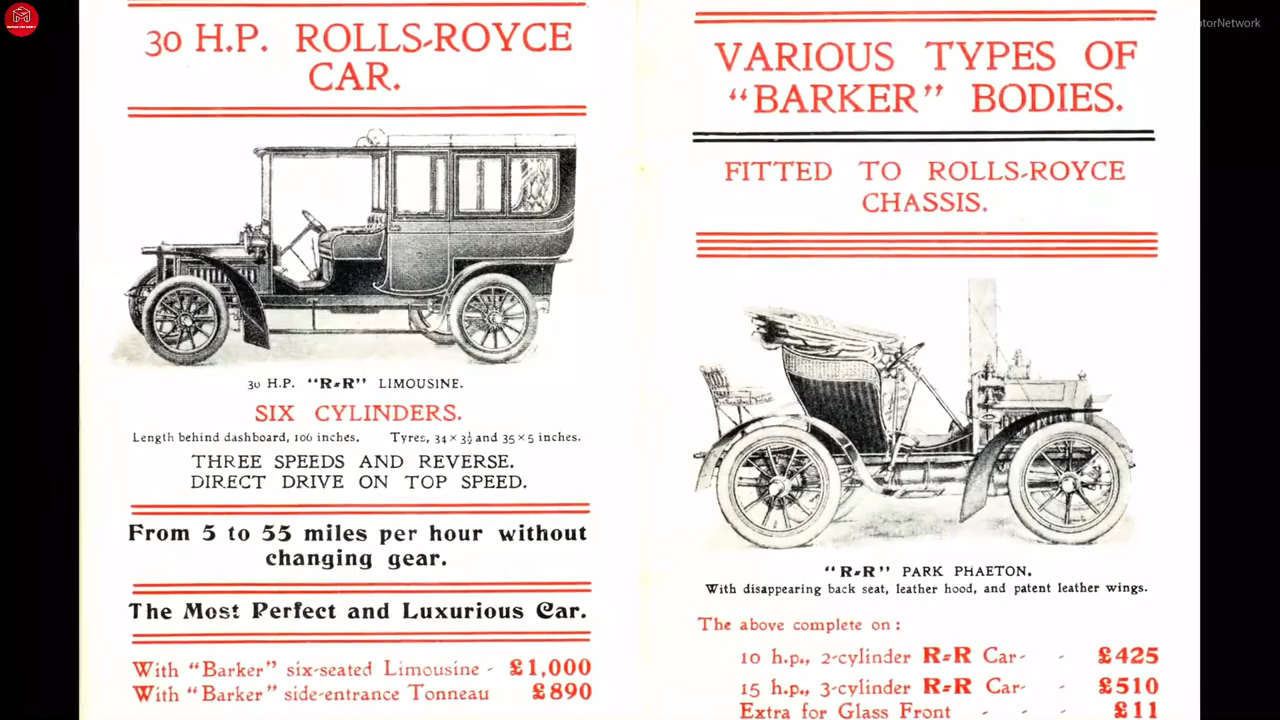 30 H.P. ROLLS-ROYCE
CAR.
30 H.P. "R=R" LIMOUSINE.
SIX CYLINDERS.
Length behind dashboard, 106 inches. Tyres, 34 × 3½ and 35 × 5 inches.
THREE SPEEDS AND REVERSE.
DIRECT DRIVE ON TOP SPEED.
From 5 to 55 miles per hour without
changing gear.
The Most Perfect and Luxurious Car.
With "Barker" six-seated Limousine - £1,000
With "Barker" side-entrance Tonneau £890
VARIOUS TYPES OF
"BARKER" BODIES.
FITTED TO ROLLS-ROYCE
CHASSIS.
"R=R" PARK PHAETON.
With disappearing back seat, leather hood, and patent leather wings.
The above complete on:
10 h.p., 2-cylinder R=R Car- - £425
15 h.p., 3-cylinder R=R Car- - £510
Extra for Glass Front - - - £11